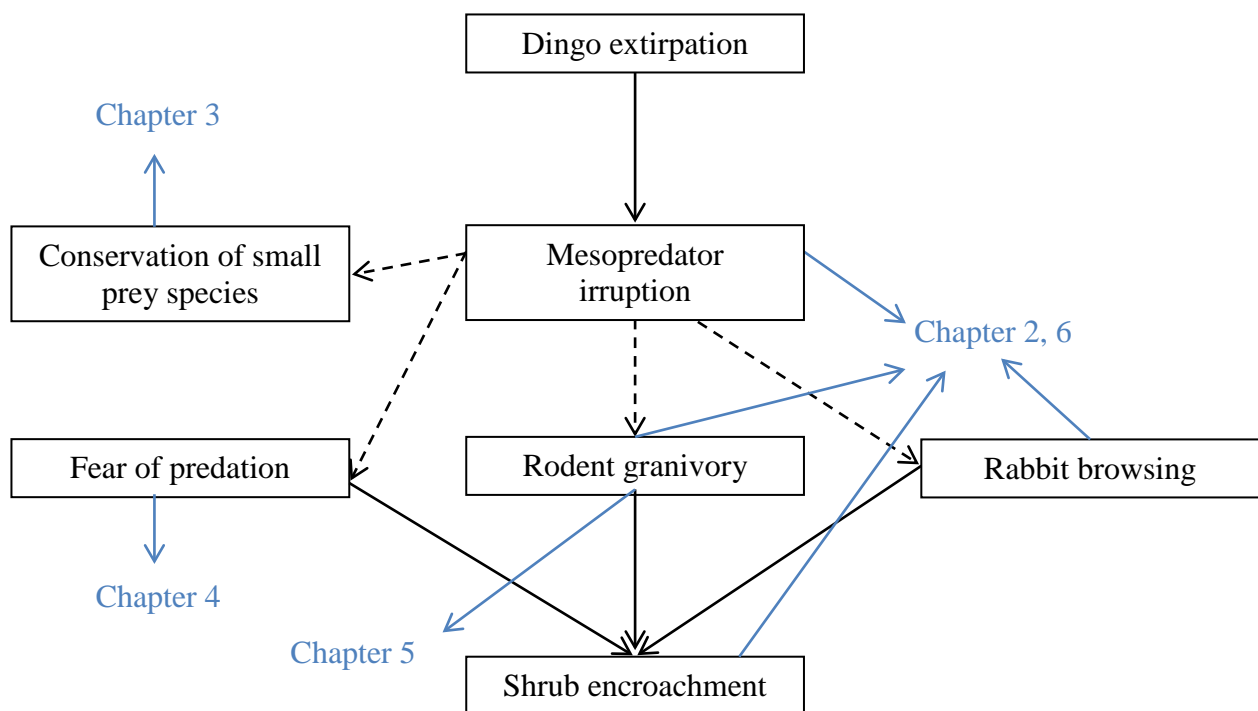 Dingo extirpation
Chapter 3
Conservation of small
prey species
Mesopredator
irruption
Chapter 2, 6
Fear of predation
Rodent granivory
Rabbit browsing
Chapter 4
Chapter 5
Shrub encroachment